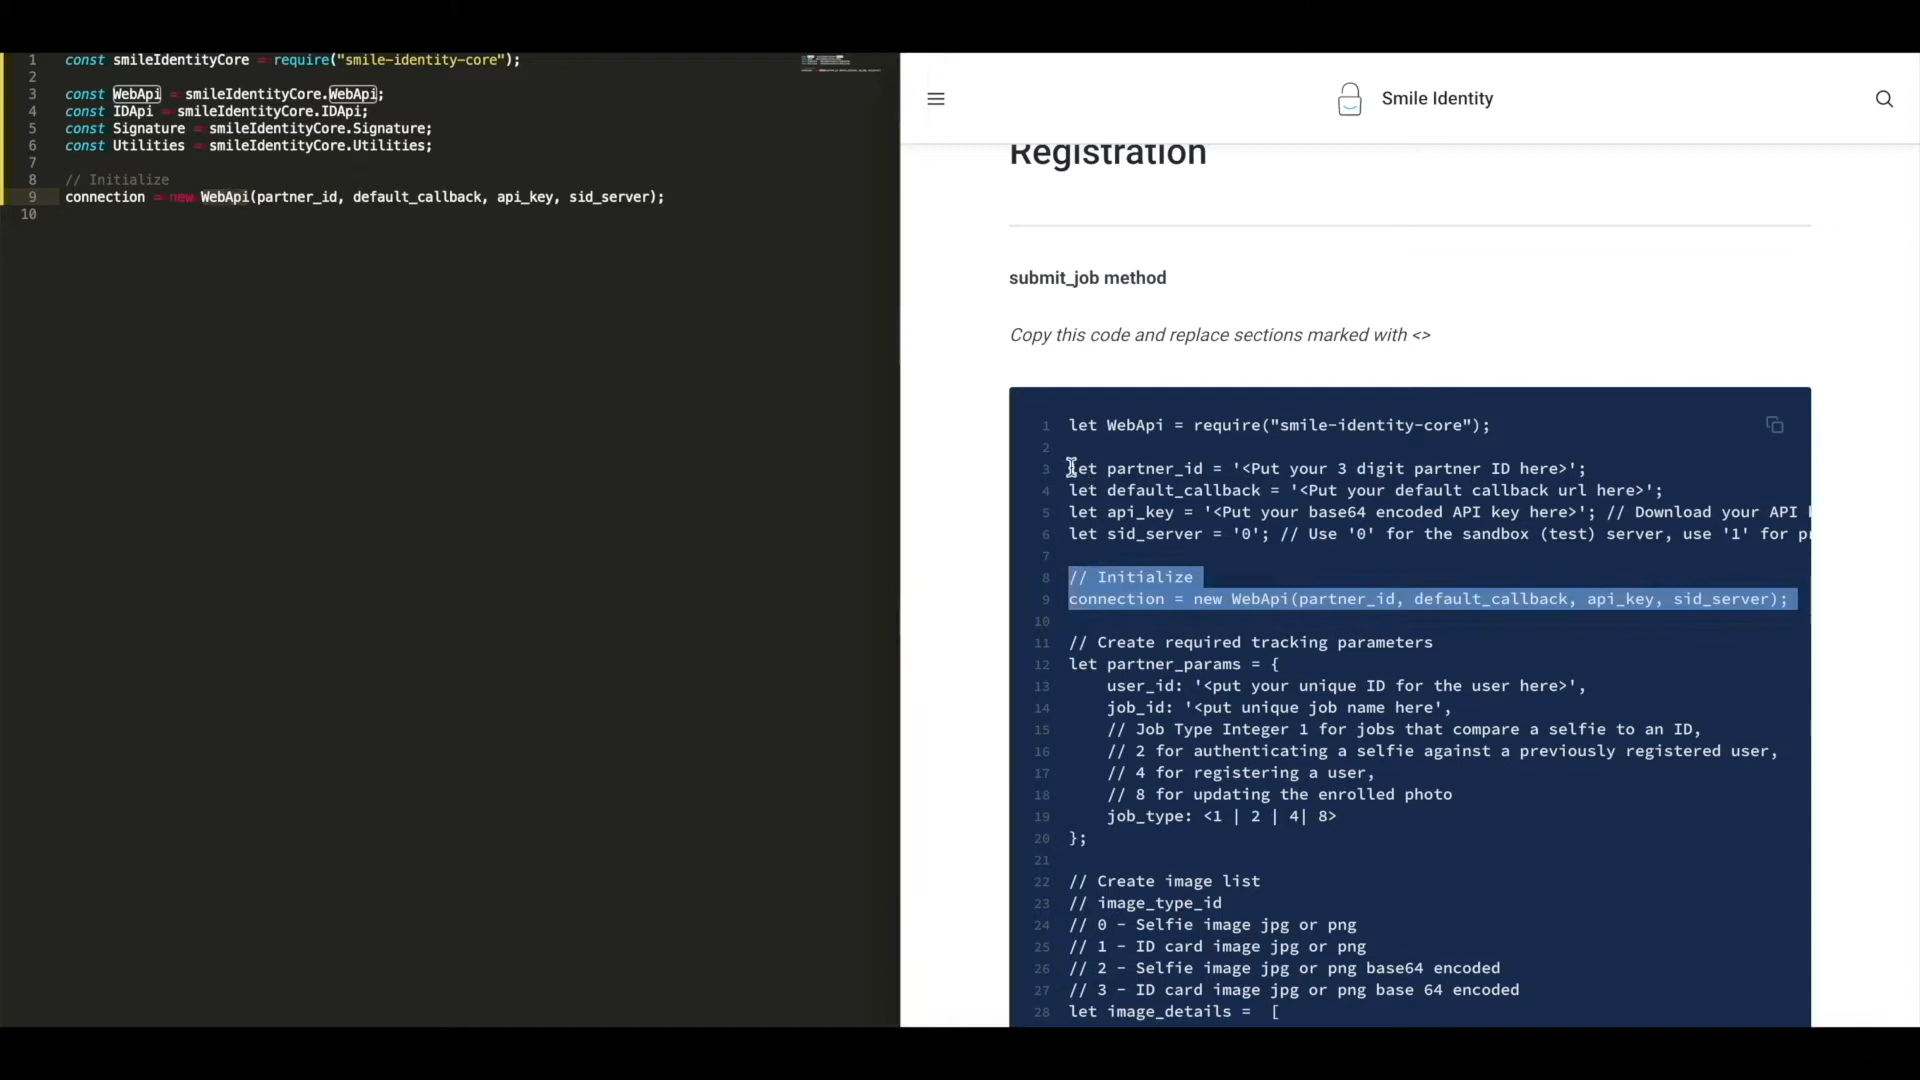 1 const smileIdentityCore = require("smile-identity-core");
2
3 const WebApi = smileIdentityCore.WebApi;
4 const IDApi = smileIdentityCore.IDApi;
5 const Signature = smileIdentityCore.Signature;
6 const Utilities = smileIdentityCore.Utilities;
7
8 // Initialize
9 connection = new WebApi(partner_id, default_callback, api_key, sid_server);
10
Smile Identity
Registration
submit_job method
Copy this code and replace sections marked with <>
1 let WebApi = require("smile-identity-core");
2
3 let partner_id = '<Put your 3 digit partner ID here>';
4 let default_callback = '<Put your default callback url here>';
5 let api_key = '<Put your base64 encoded API key here>'; // Download your API
6 let sid_server = '0'; // Use '0' for the sandbox (test) server, use '1' for
7
8 // Initialize
9 connection = new WebApi(partner_id, default_callback, api_key, sid_server);
10
11 // Create required tracking parameters
12 let partner_params = {
13 user_id: '<put your unique ID for the user here>',
14 job_id: '<put unique job name here',
15 // Job Type Integer 1 for jobs that compare a selfie to an ID,
16 // 2 for authenticating a selfie against a previously registered user,
17 // 4 for registering a user,
18 // 8 for updating the enrolled photo
19 job_type: <1 | 2 | 4| 8>
20 };
21
22 // Create image list
23 // image_type_id
24 // 0 - Selfie image jpg or png
25 // 1 - ID card image jpg or png
26 // 2 - Selfie image jpg or png base64 encoded
27 // 3 - ID card image jpg or png base 64 encoded
28 let image_details = [